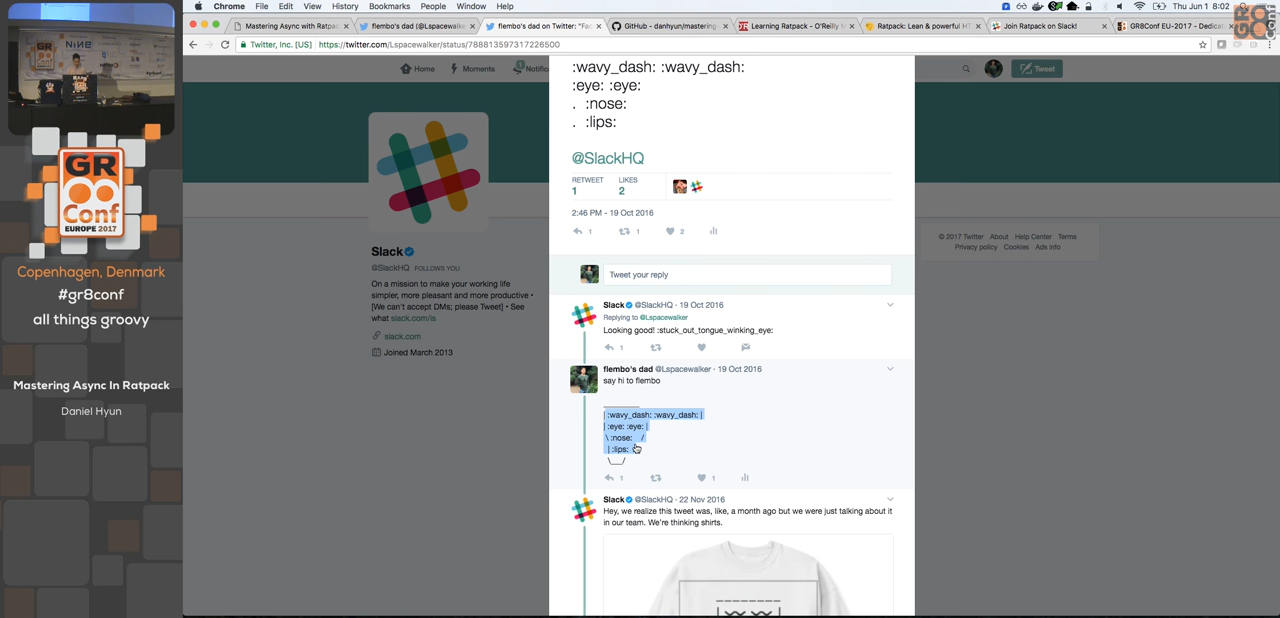 Chrome File Edit View History Bookmarks People Window Help
Thu Jun 1 8:02
Mastering Async with Ratpac
flembo's dad (@Lspacewalke
flembo's dad on Twitter: "Fac
GitHub - danhyun/mastering-
Learning Ratpack - O'Reilly M
Ratpack: Lean & powerful HT
Join Ratpack on Slack!
GR8Conf EU-2017 - Dedicat
Twitter, Inc. [US] https://twitter.com/Lspacewalker/status/788813597317226500
Home
Moments
Notific
Tweet
:wavy_dash: :wavy_dash:
:eye: :eye:
. :nose:
. :lips:
@SlackHQ
RETWEET LIKES
1 2
2:46 PM - 19 Oct 2016
1 1 2
Tweet your reply
Slack @SlackHQ · 19 Oct 2016
Replying to @Lspacewalker
Looking good! :stuck_out_tongue_winking_eye:
1
flembo's dad @Lspacewalker · 19 Oct 2016
say hi to flembo
________
| :wavy_dash: :wavy_dash: |
| :eye: :eye: |
\ :nose: /
| :lips:
\___/
1 1
Slack @SlackHQ · 22 Nov 2016
Hey, we realize this tweet was, like, a month ago but we were just talking about it
in our team. We're thinking shirts.
Slack
@SlackHQ FOLLOWS YOU
On a mission to make your working life
simpler, more pleasant and more productive •
[We can't accept DMs; please Tweet] • See
what slack.com/is
slack.com
Joined March 2013
© 2017 Twitter About Help Center Terms
Privacy policy Cookies Ads info
GR
Conf
EUROPE 2017
Copenhagen, Denmark
#gr8conf
all things groovy
Mastering Async In Ratpack
Daniel Hyun